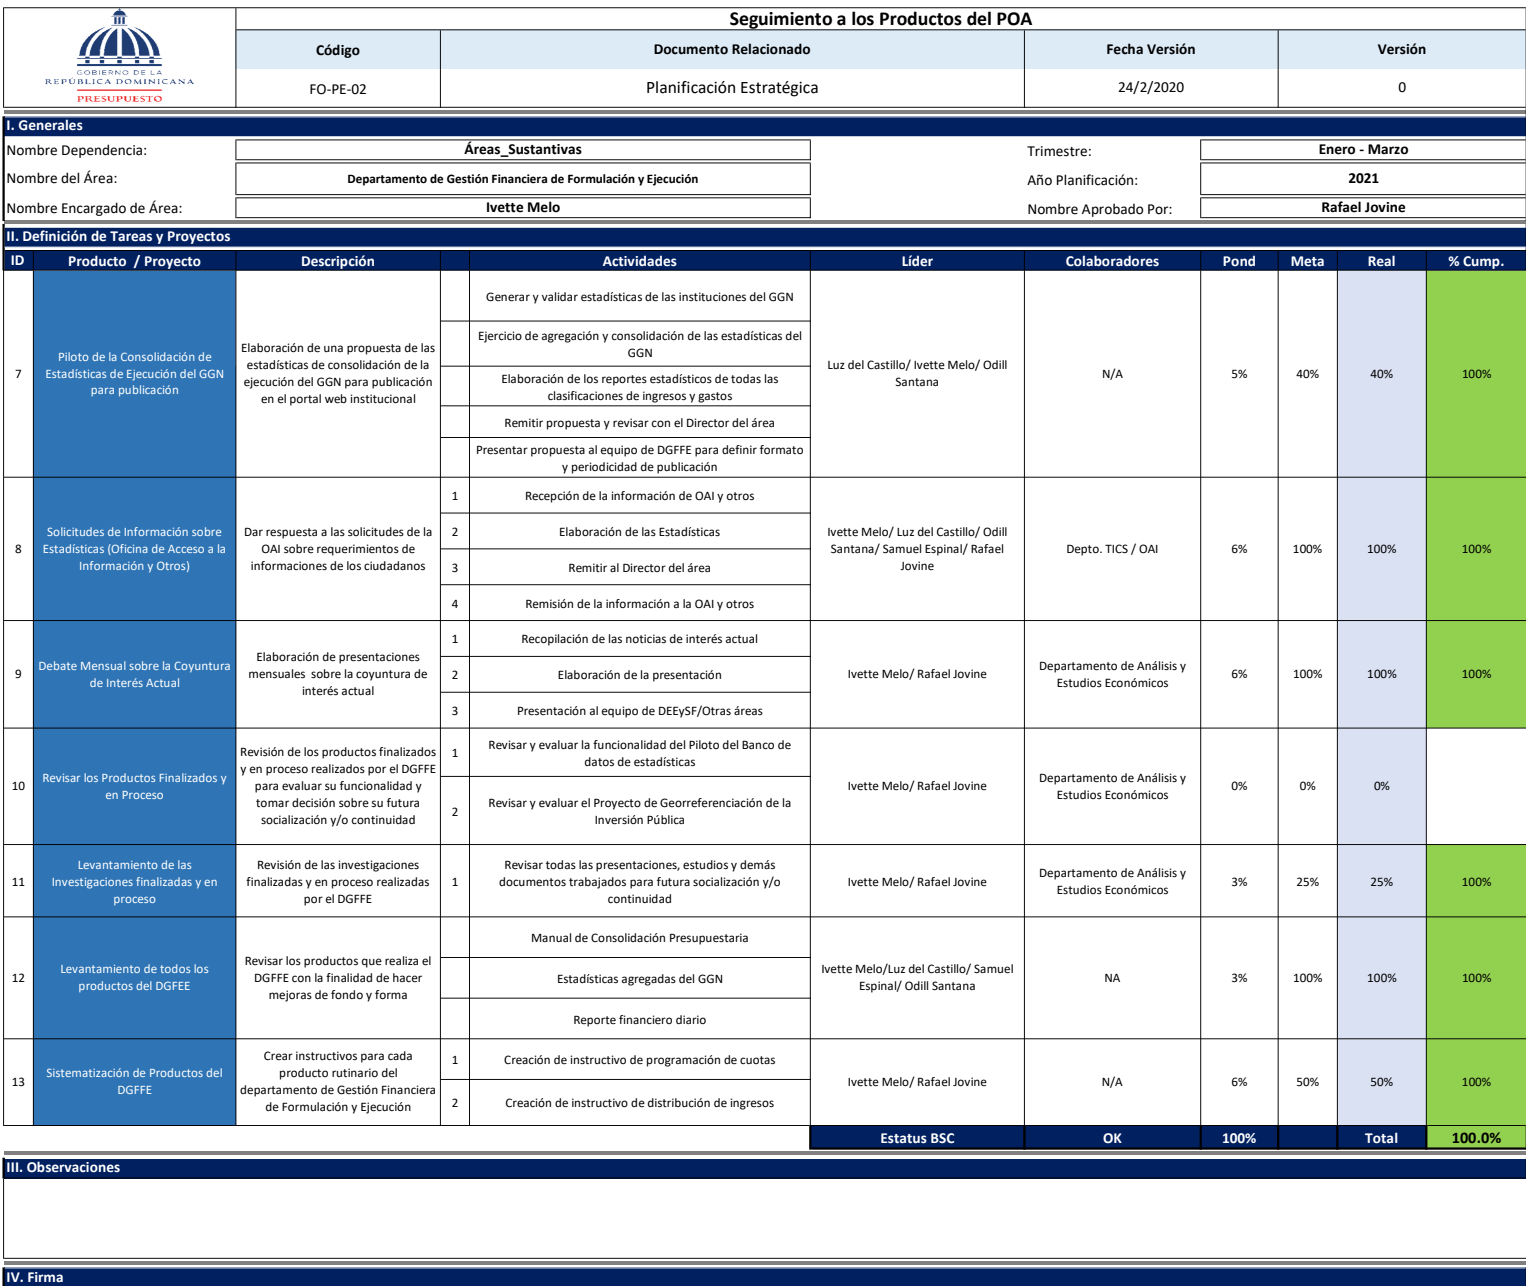 GOBIERNO DE LA
REPÚBLICA DOMINICANA
PRESUPUESTO
Seguimiento a los Productos del POA
Código
Documento Relacionado
Fecha Versión
Versión
FO-PE-02
Planificación Estratégica
24/2/2020
0
I. Generales
Nombre Dependencia:
Áreas_Sustantivas
Trimestre:
Enero - Marzo
Nombre del Área:
Departamento de Gestión Financiera de Formulación y Ejecución
Año Planificación:
2021
Nombre Encargado de Área:
Ivette Melo
Nombre Aprobado Por:
Rafael Jovine
II. Definición de Tareas y Proyectos
ID
Producto / Proyecto
Descripción
Actividades
Líder
Colaboradores
Pond
Meta
Real
% Cump.
7
Piloto de la Consolidación de
Estadísticas de Ejecución del GGN
para publicación
Elaboración de una propuesta de las
estadísticas de consolidación de la
ejecución del GGN para publicación
en el portal web institucional
Generar y validar estadísticas de las instituciones del GGN
Ejercicio de agregación y consolidación de las estadísticas del
GGN
Elaboración de los reportes estadísticos de todas las
clasificaciones de ingresos y gastos
Remitir propuesta y revisar con el Director del área
Presentar propuesta al equipo de DGFFE para definir formato
y periodicidad de publicación
Luz del Castillo/ Ivette Melo/ Odill
Santana
N/A
5%
40%
40%
100%
8
Solicitudes de Información sobre
Estadísticas (Oficina de Acceso a la
Información y Otros)
Dar respuesta a las solicitudes de la
OAI sobre requerimientos de
informaciones de los ciudadanos
1
Recepción de la información de OAI y otros
2
Elaboración de las Estadísticas
3
Remitir al Director del área
4
Remisión de la información a la OAI y otros
Ivette Melo/ Luz del Castillo/ Odill
Santana/ Samuel Espinal/ Rafael
Jovine
Depto. TICS / OAI
6%
100%
100%
100%
9
Debate Mensual sobre la Coyuntura
de Interés Actual
Elaboración de presentaciones
mensuales sobre la coyuntura de
interés actual
1
Recopilación de las noticias de interés actual
2
Elaboración de la presentación
3
Presentación al equipo de DEEySF/Otras áreas
Ivette Melo/ Rafael Jovine
Departamento de Análisis y
Estudios Económicos
6%
100%
100%
100%
10
Revisar los Productos Finalizados y
en Proceso
Revisión de los productos finalizados
y en proceso realizados por el DGFFE
para evaluar su funcionalidad y
tomar decisión sobre su futura
socialización y/o continuidad
1
Revisar y evaluar la funcionalidad del Piloto del Banco de
datos de estadísticas
2
Revisar y evaluar el Proyecto de Georreferenciación de la
Inversión Pública
Ivette Melo/ Rafael Jovine
Departamento de Análisis y
Estudios Económicos
0%
0%
0%
11
Levantamiento de las
Investigaciones finalizadas y en
proceso
Revisión de las investigaciones
finalizadas y en proceso realizadas
por el DGFFE
1
Revisar todas las presentaciones, estudios y demás
documentos trabajados para futura socialización y/o
continuidad
Ivette Melo/ Rafael Jovine
Departamento de Análisis y
Estudios Económicos
3%
25%
25%
100%
12
Levantamiento de todos los
productos del DGFEE
Revisar los productos que realiza el
DGFFE con la finalidad de hacer
mejoras de fondo y forma
Manual de Consolidación Presupuestaria
Estadísticas agregadas del GGN
Reporte financiero diario
Ivette Melo/Luz del Castillo/ Samuel
Espinal/ Odill Santana
NA
3%
100%
100%
100%
13
Sistematización de Productos del
DGFFE
Crear instructivos para cada
producto rutinario del
departamento de Gestión Financiera
de Formulación y Ejecución
1
Creación de instructivo de programación de cuotas
2
Creación de instructivo de distribución de ingresos
Ivette Melo/ Rafael Jovine
N/A
6%
50%
50%
100%
Estatus BSC
OK
100%
Total
100.0%
III. Observaciones
IV. Firma